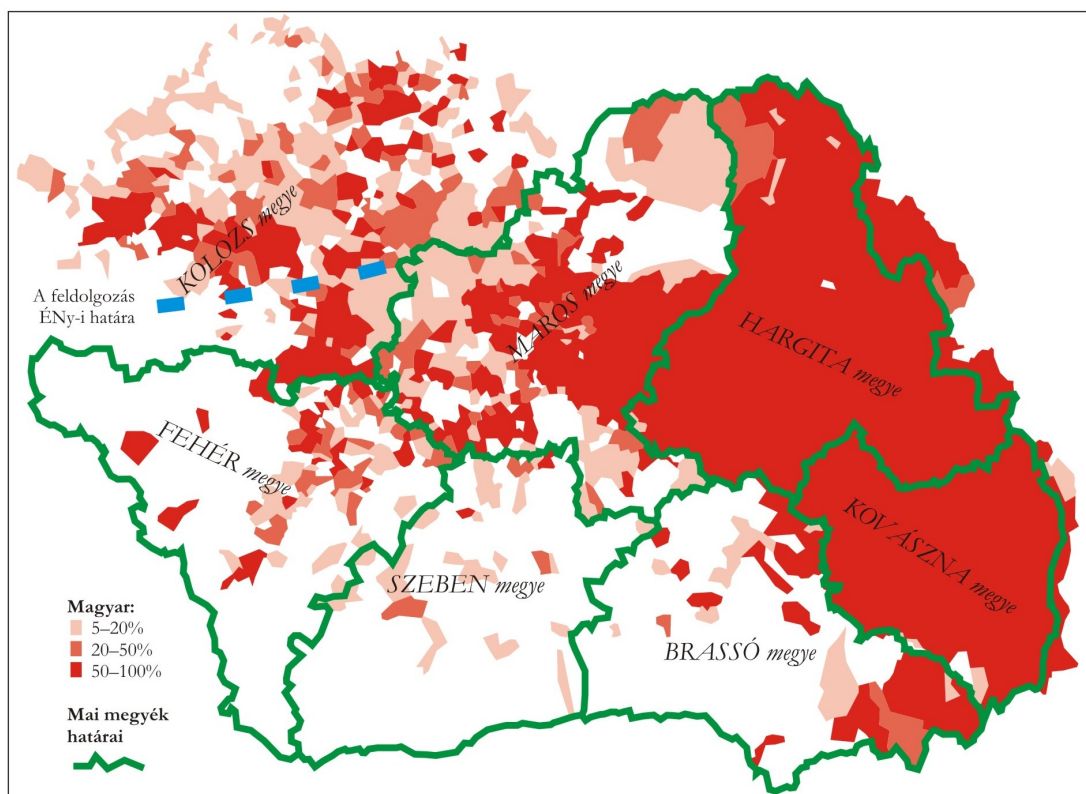 KOLOZS megye
A feldolgozás
ÉNy-i határa
MAROS megye
HARGITA megye
FEHÉR megye
KOVÁSZNA megye
SZEBEN megye
BRASSÓ megye
Magyar:
5–20%
20–50%
50–100%
Mai megyék
határai